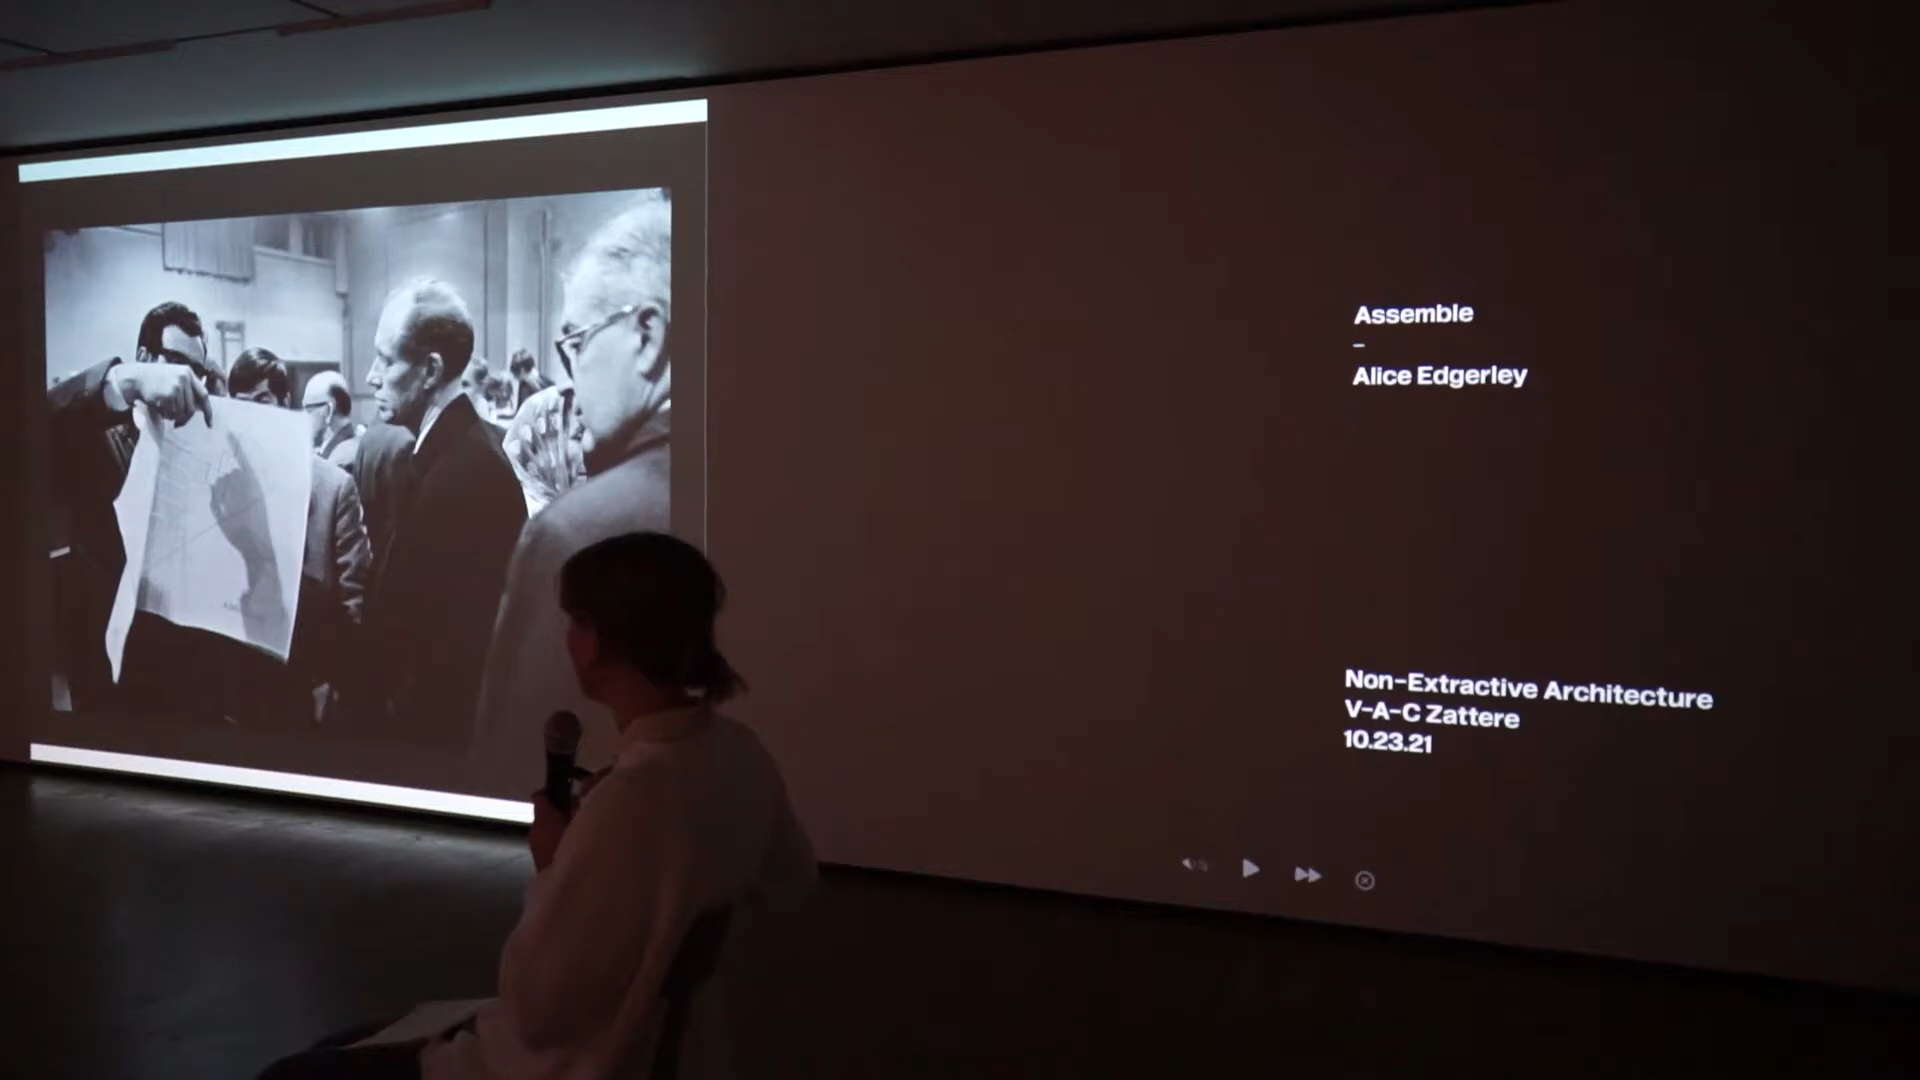 Assemble
–
Alice Edgerley
Non-Extractive Architecture
V-A-C Zattere
10.23.21